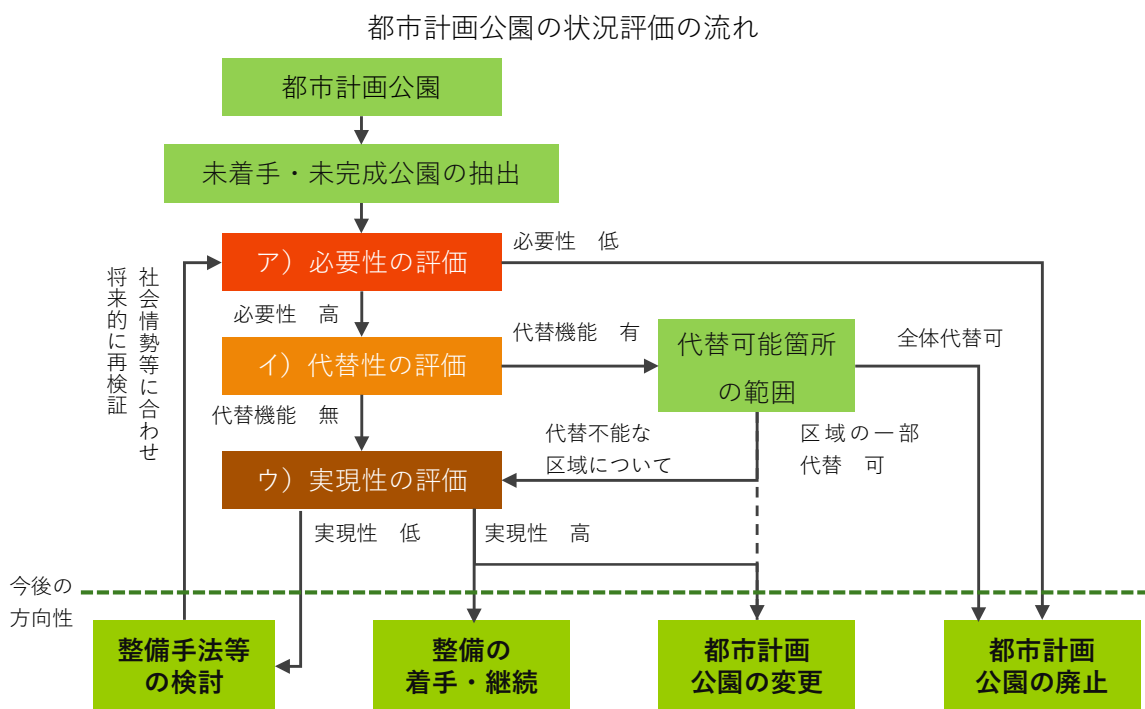 都市計画公園の状況評価の流れ
都市計画公園
未着手・未完成公園の抽出
ア）必要性の評価
必要性　低
社会情勢等に合わせ
将来的に再検証
必要性　高
イ）代替性の評価
代替機能　有
代替可能箇所
の範囲
全体代替可
代替機能　無
代替不能な
区域について
区域の一部
代替　可
ウ）実現性の評価
実現性　低
実現性　高
今後の
方向性
整備手法等
の検討
整備の
着手・継続
都市計画
公園の変更
都市計画
公園の廃止